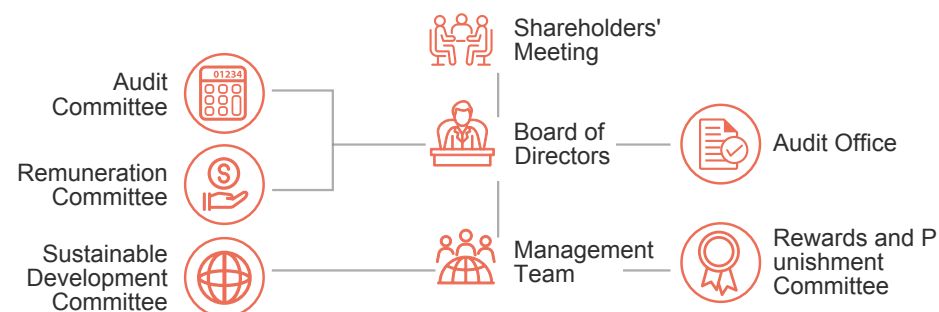 Shareholders'
Meeting
Audit
Committee
01234
Board of
Directors
Audit Office
Remuneration
Committee
S
Sustainable
Development
Committee
Management
Team
Rewards and P
unishment
Committee